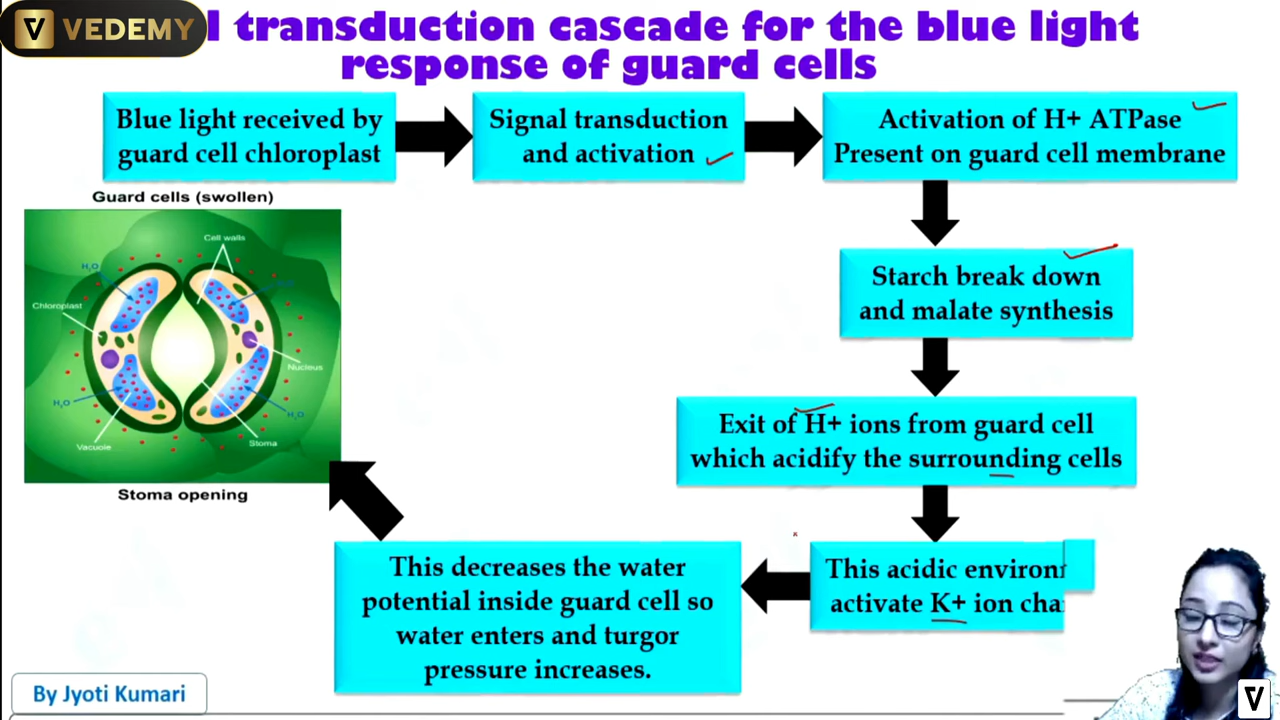 VEDEMY
transduction cascade for the blue light
response of guard cells
Blue light received by
guard cell chloroplast
Signal transduction
and activation
Activation of H+ ATPase
Present on guard cell membrane
Guard cells (swollen)
Cell walls
H₂O
Chloroplast
Nucleus
H₂O
H₂O
Vacuole
Stoma
Stoma opening
Starch break down
and malate synthesis
Exit of H+ ions from guard cell
which acidify the surrounding cells
This acidic
activate K+ ion
This decreases the water
potential inside guard cell so
water enters and turgor
pressure increases.
By Jyoti Kumari